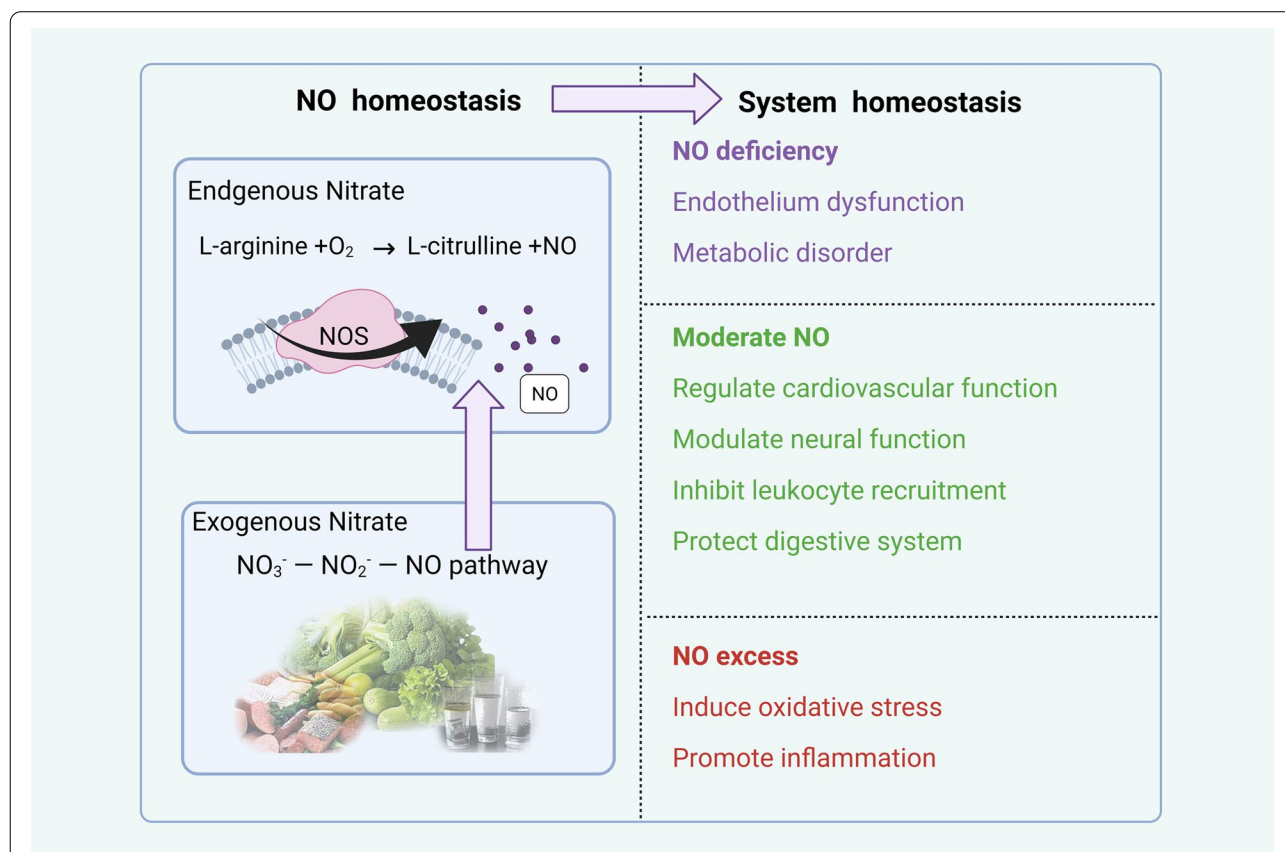 NO homeostasis
Endgenous Nitrate
L-arginine +O₂ → L-citrulline +NO
NOS
NO
Exogenous Nitrate
NO₃⁻ – NO₂⁻ – NO pathway
System homeostasis
NO deficiency
Endothelium dysfunction
Metabolic disorder
Moderate NO
Regulate cardiovascular function
Modulate neural function
Inhibit leukocyte recruitment
Protect digestive system
NO excess
Induce oxidative stress
Promote inflammation